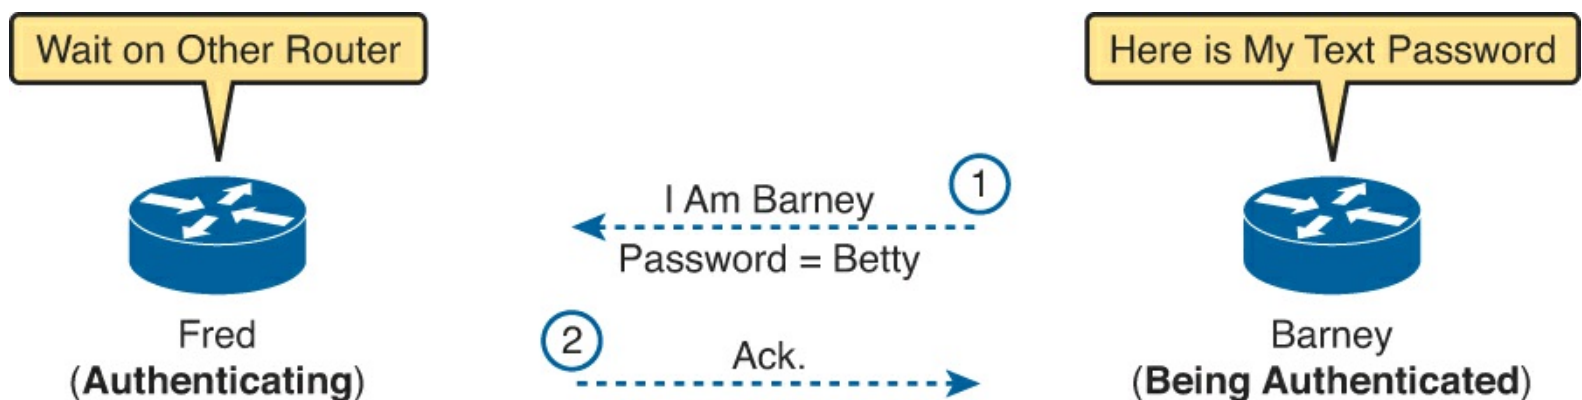 Wait on Other Router
Here is My Text Password
1
I Am Barney
Password = Betty
2
Ack.
Fred
(Authenticating)
Barney
(Being Authenticated)